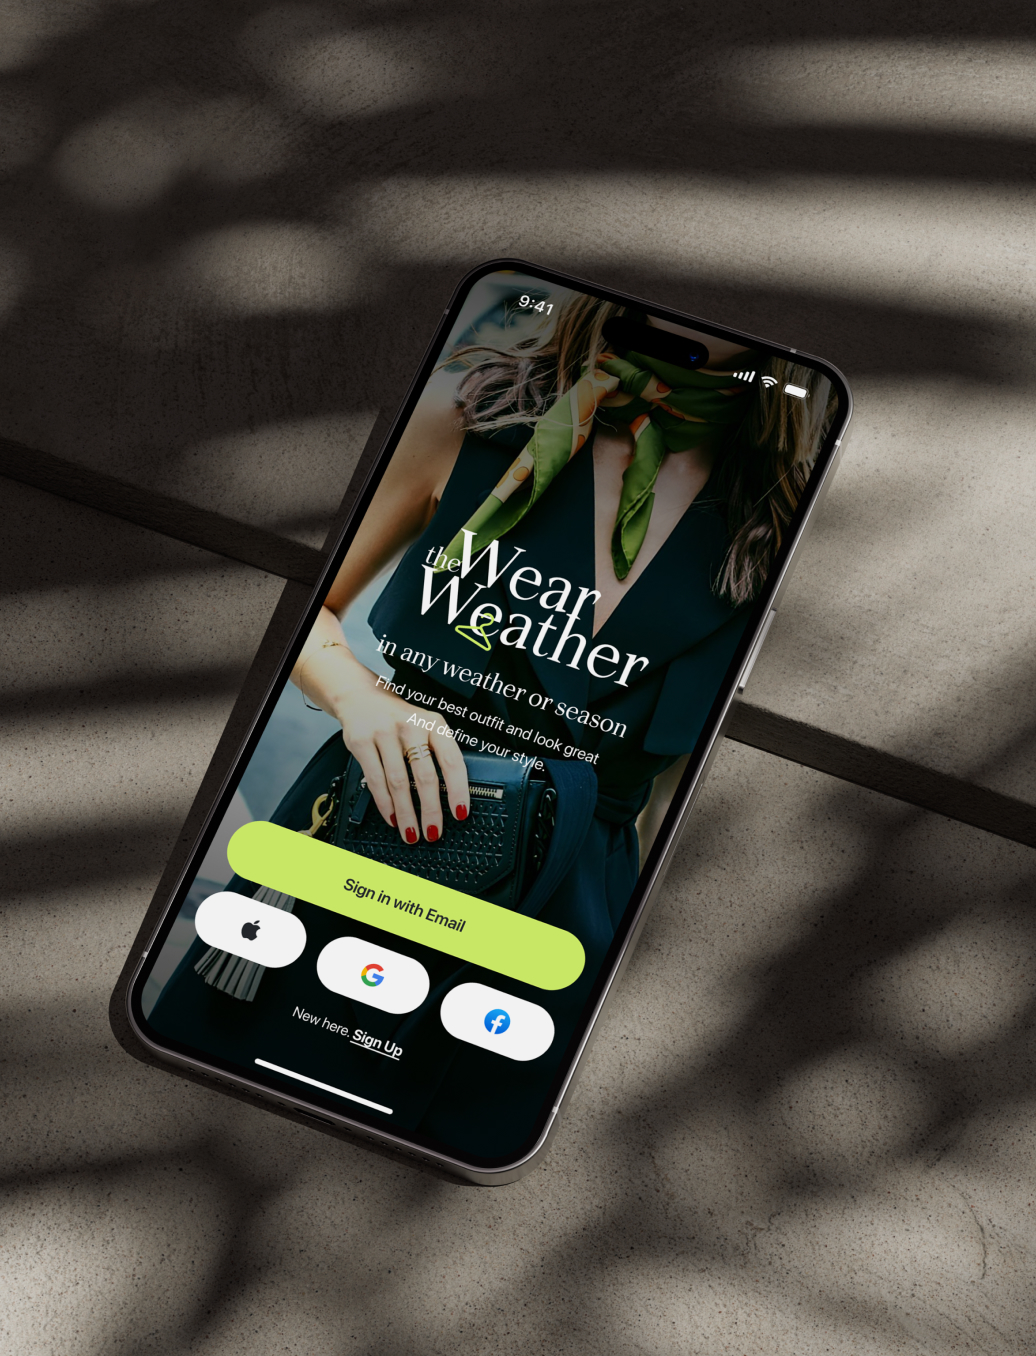 9:41
the Wear
Weather
in any weather or season
Find your best outfit and look great
And define your style.
Sign in with Email
New here. Sign Up